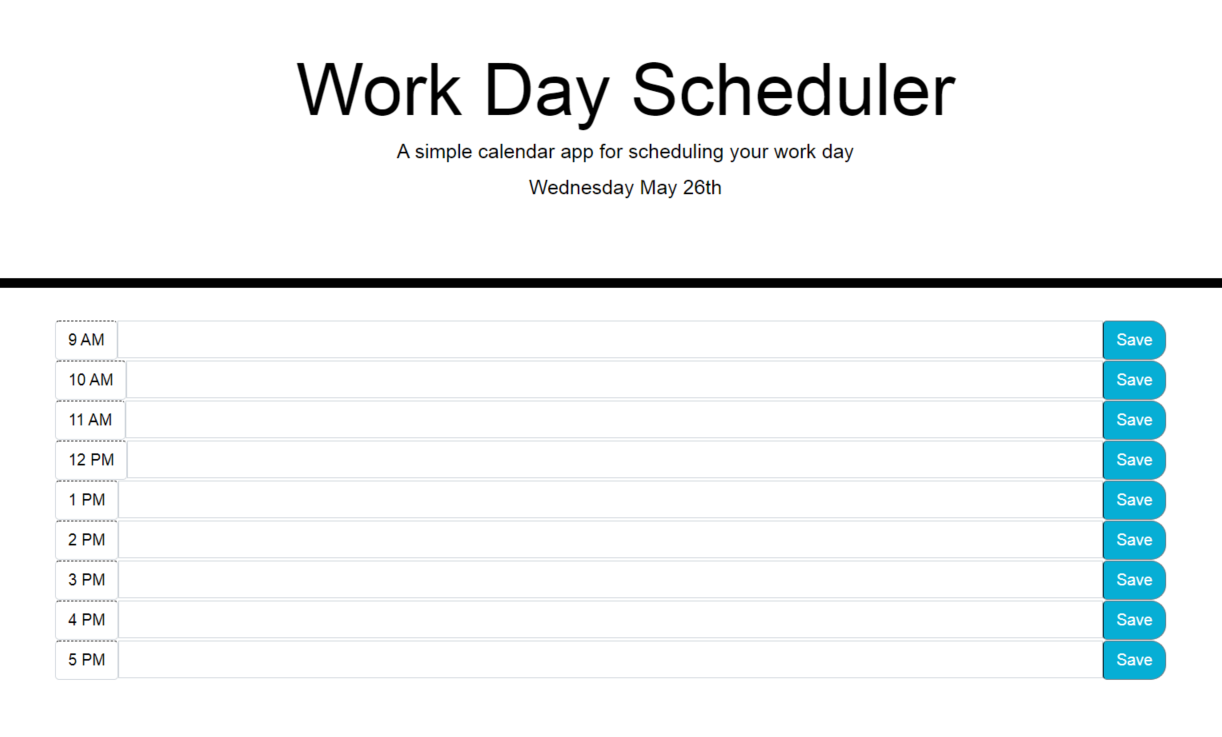 Work Day Scheduler
A simple calendar app for scheduling your work day
Wednesday May 26th
9 AM Save
10 AM Save
11 AM Save
12 PM Save
1 PM Save
2 PM Save
3 PM Save
4 PM Save
5 PM Save